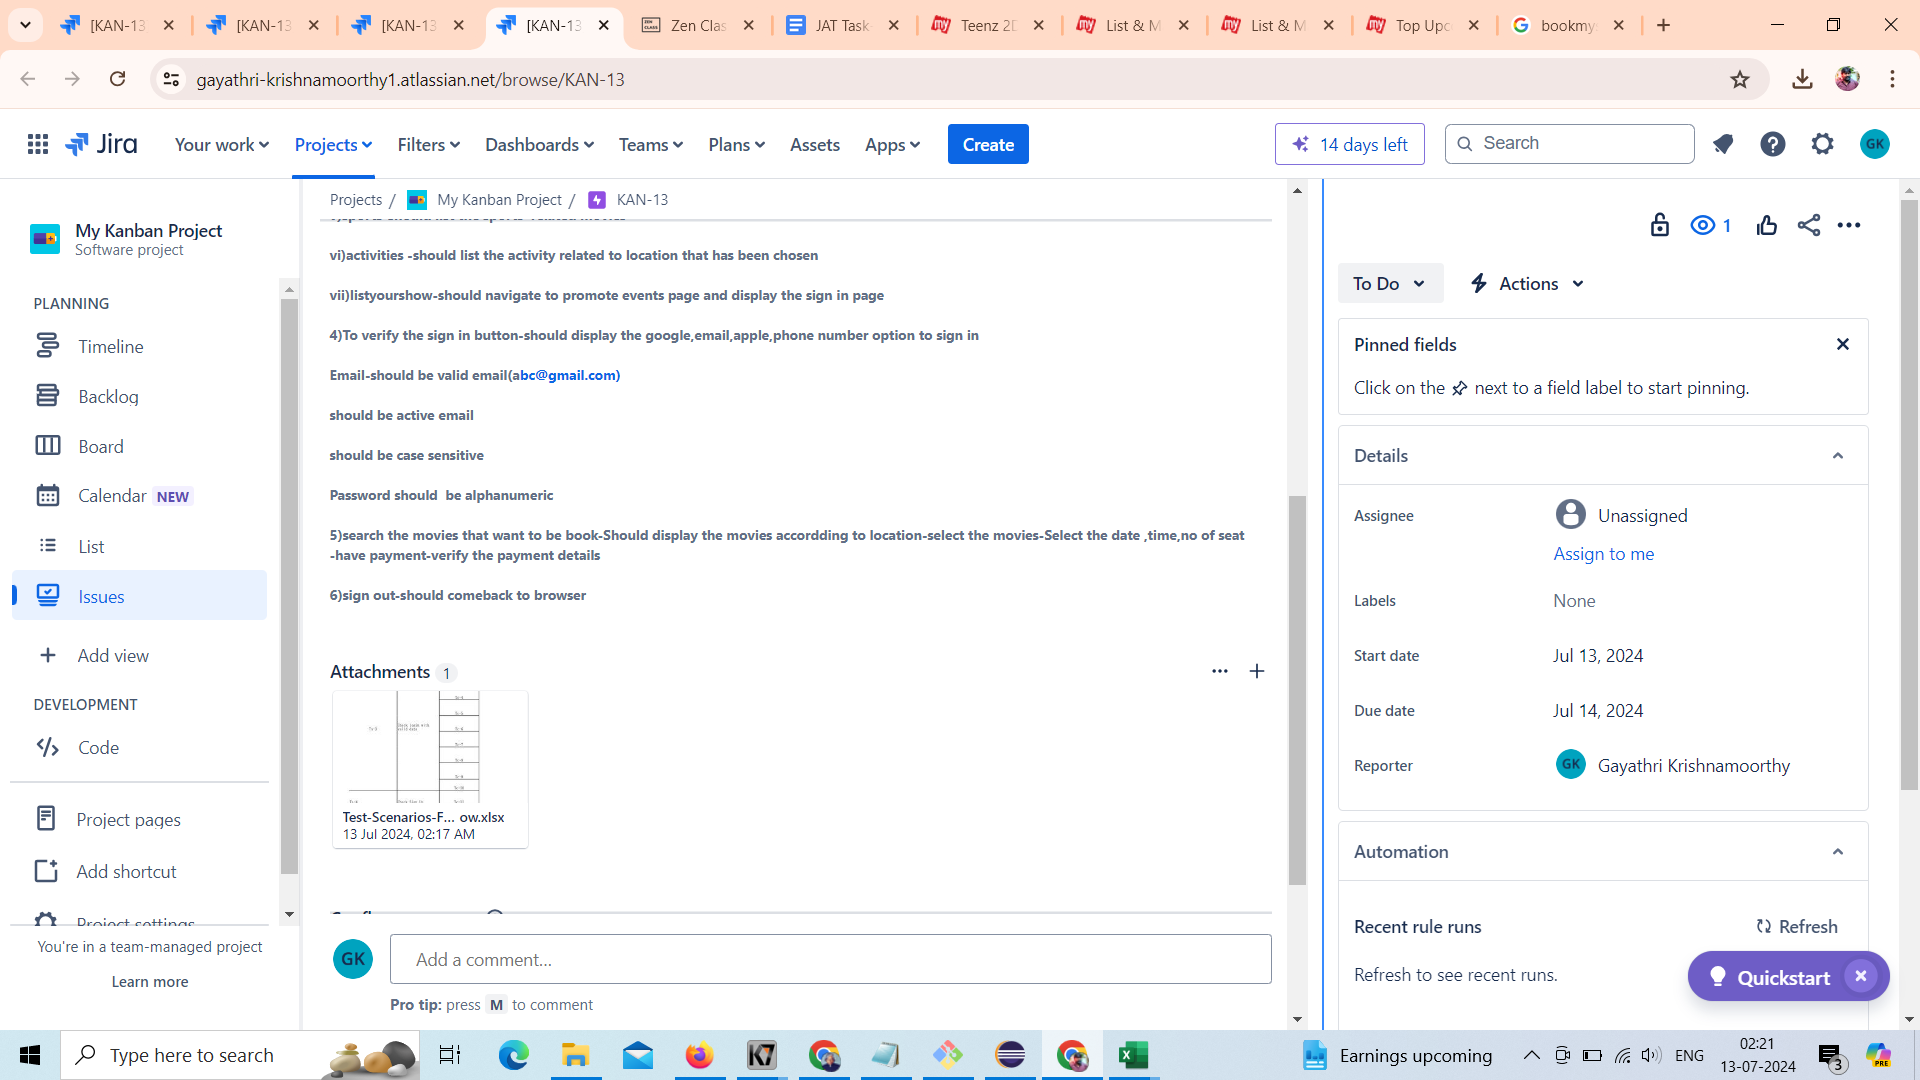 [KAN-13
[KAN-13
[KAN-13
[KAN-13
Zen Clas
JAT Task
Teenz 2D
List & M
List & M
Top Upc
bookmy
gayathri-krishnamoorthy1.atlassian.net/browse/KAN-13
Jira
Your work
Projects
Filters
Dashboards
Teams
Plans
Assets
Apps
Create
14 days left
Search
GK
My Kanban Project
Software project
PLANNING
Timeline
Backlog
Board
Calendar NEW
List
Issues
Add view
DEVELOPMENT
Code
Project pages
Add shortcut
Project settings
You're in a team-managed project
Learn more
Projects / My Kanban Project / KAN-13
vi)activities -should list the activity related to location that has been chosen
vii)listyourshow-should navigate to promote events page and display the sign in page
4)To verify the sign in button-should display the google,email,apple,phone number option to sign in
Email-should be valid email(abc@gmail.com)
should be active email
should be case sensitive
Password should  be alphanumeric
5)search the movies that want to be book-Should display the movies accordding to location-select the movies-Select the date ,time,no of seat
-have payment-verify the payment details
6)sign out-should comeback to browser
Attachments 1
Test-Scenarios-F... ow.xlsx
13 Jul 2024, 02:17 AM
GK
Add a comment...
Pro tip: press M to comment
1
To Do
Actions
Pinned fields
Click on the next to a field label to start pinning.
Details
Assignee
Unassigned
Assign to me
Labels
None
Start date
Jul 13, 2024
Due date
Jul 14, 2024
Reporter
GK
Gayathri Krishnamoorthy
Automation
Recent rule runs
Refresh
Refresh to see recent runs.
Quickstart
Type here to search
Earnings upcoming
ENG
02:21
13-07-2024
3